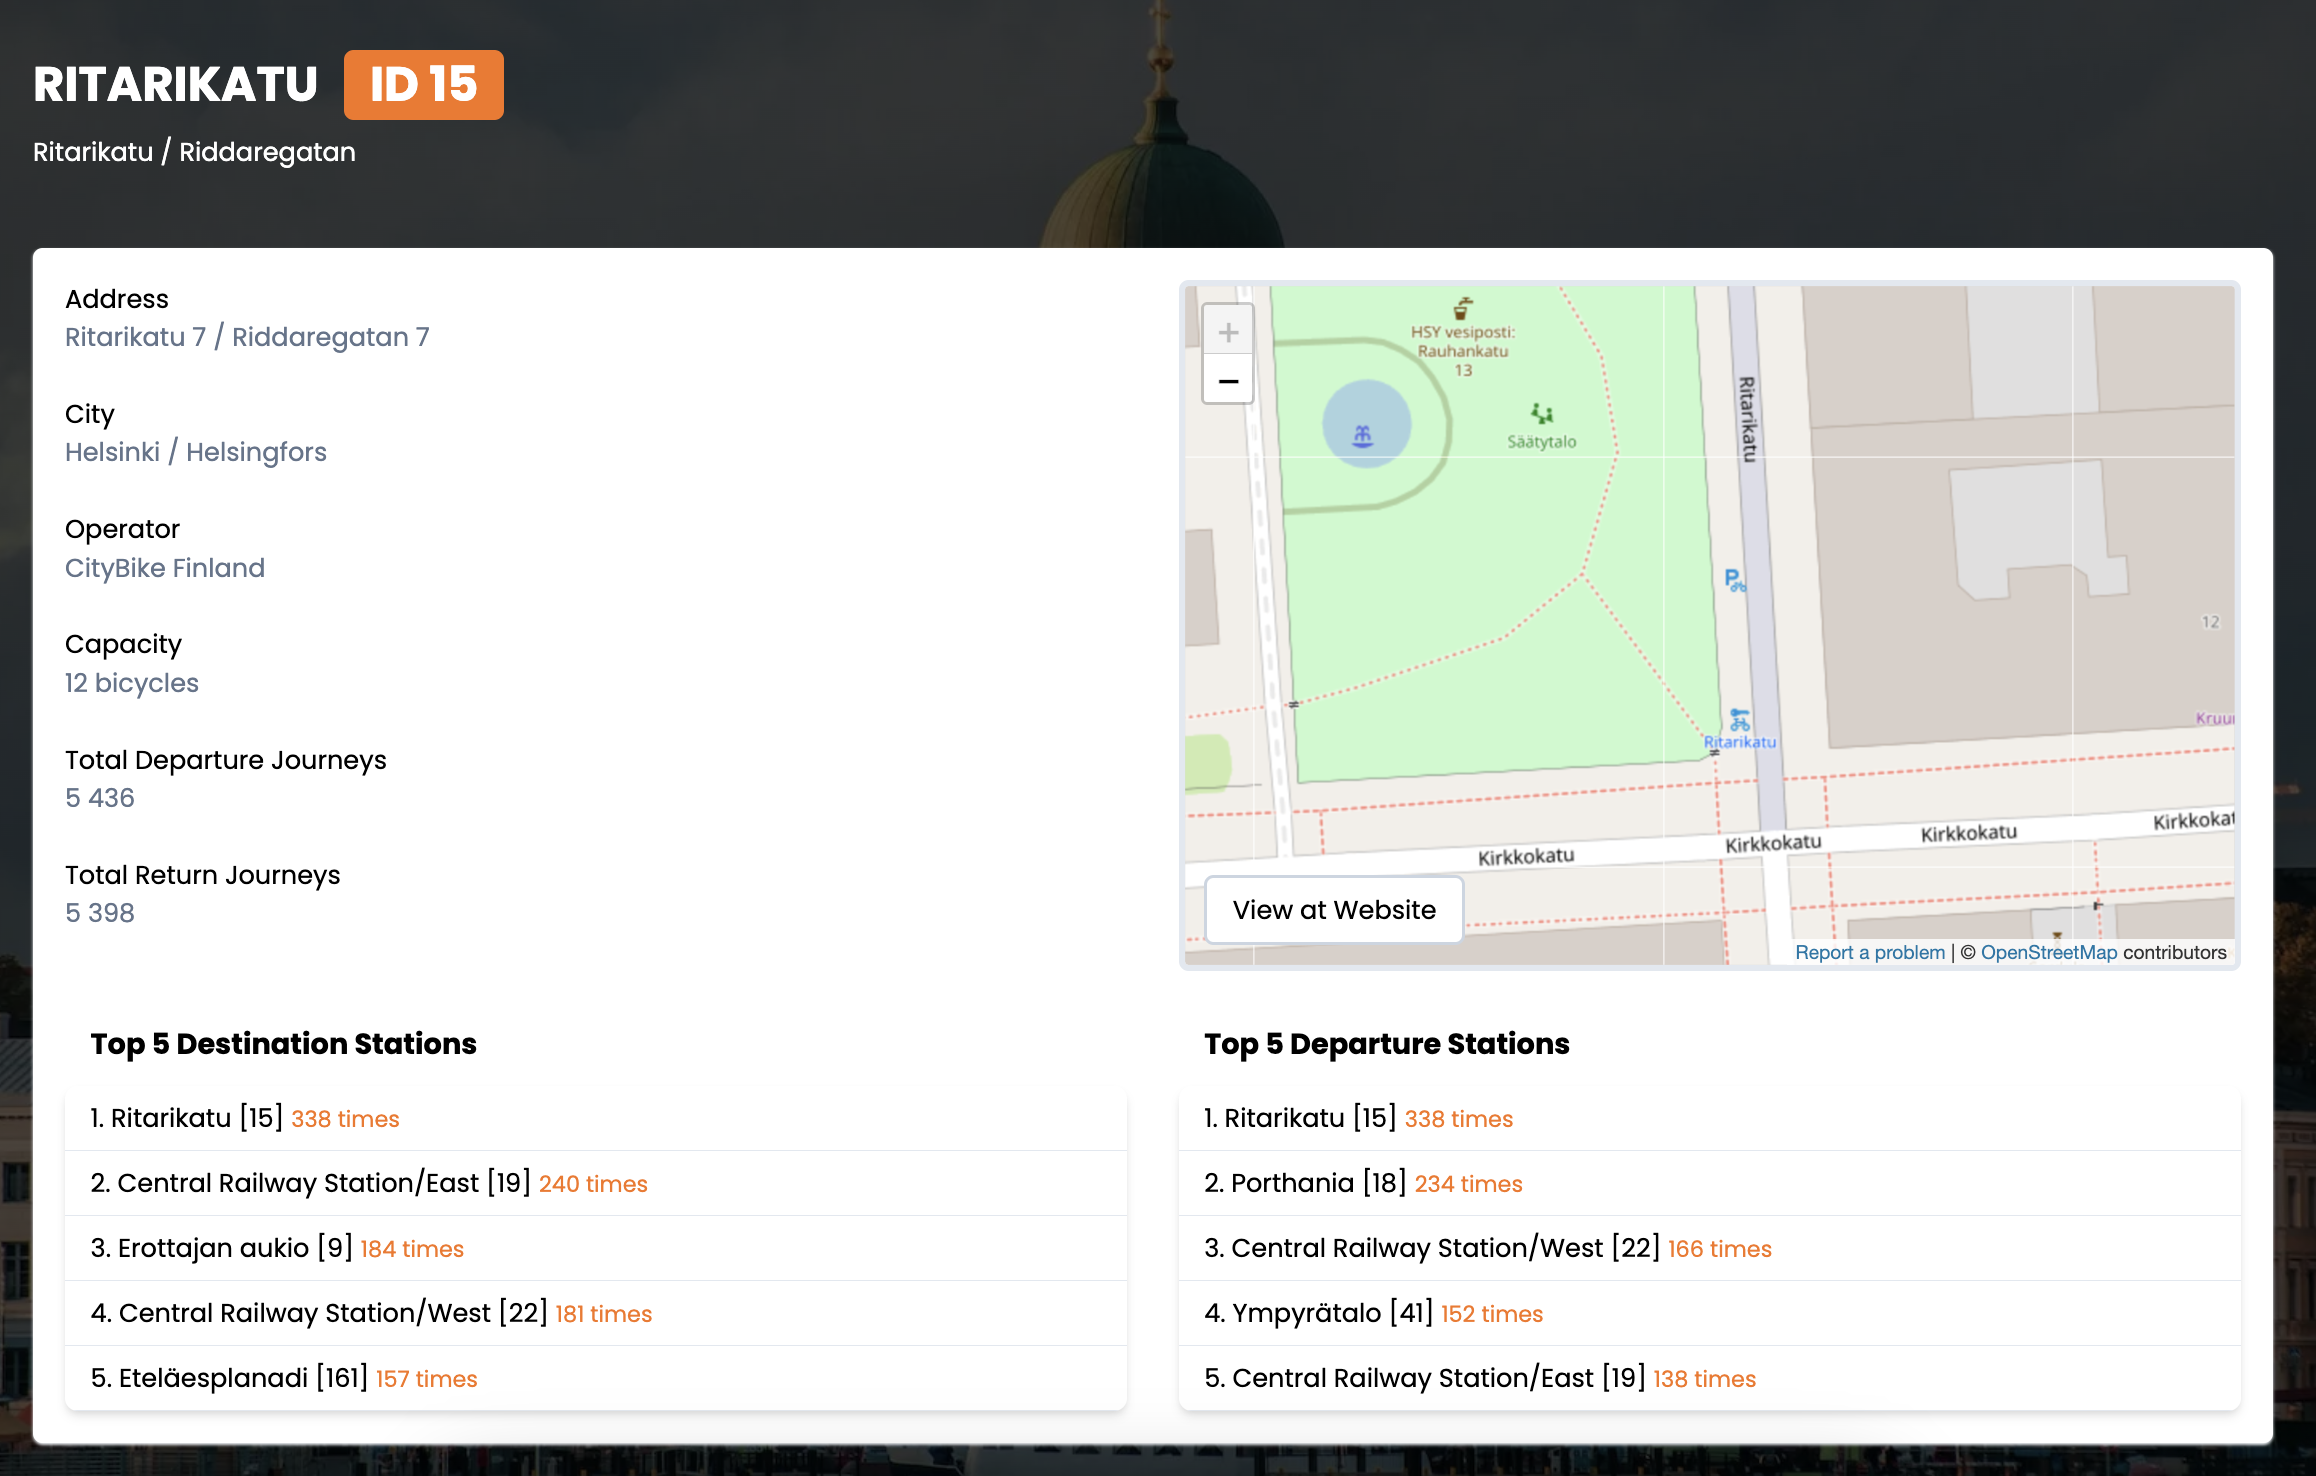 RITARIKATU ID 15
Ritarikatu / Riddaregatan
Address
Ritarikatu 7 / Riddaregatan 7
City
Helsinki / Helsingfors
Operator
CityBike Finland
Capacity
12 bicycles
Total Departure Journeys
5 436
Total Return Journeys
5 398
+
−
HSY vesiposti:
Rauhankatu
13
Säätytalo
Ritarikatu
P
12
Kruu
Ritarikatu
Kirkkokatu
Kirkkokatu
Kirkkokatu
Kirkkokat
View at Website
Report a problem | © OpenStreetMap contributors
Top 5 Destination Stations
1. Ritarikatu [15] 338 times
2. Central Railway Station/East [19] 240 times
3. Erottajan aukio [9] 184 times
4. Central Railway Station/West [22] 181 times
5. Eteläesplanadi [161] 157 times
Top 5 Departure Stations
1. Ritarikatu [15] 338 times
2. Porthania [18] 234 times
3. Central Railway Station/West [22] 166 times
4. Ympyrätalo [41] 152 times
5. Central Railway Station/East [19] 138 times